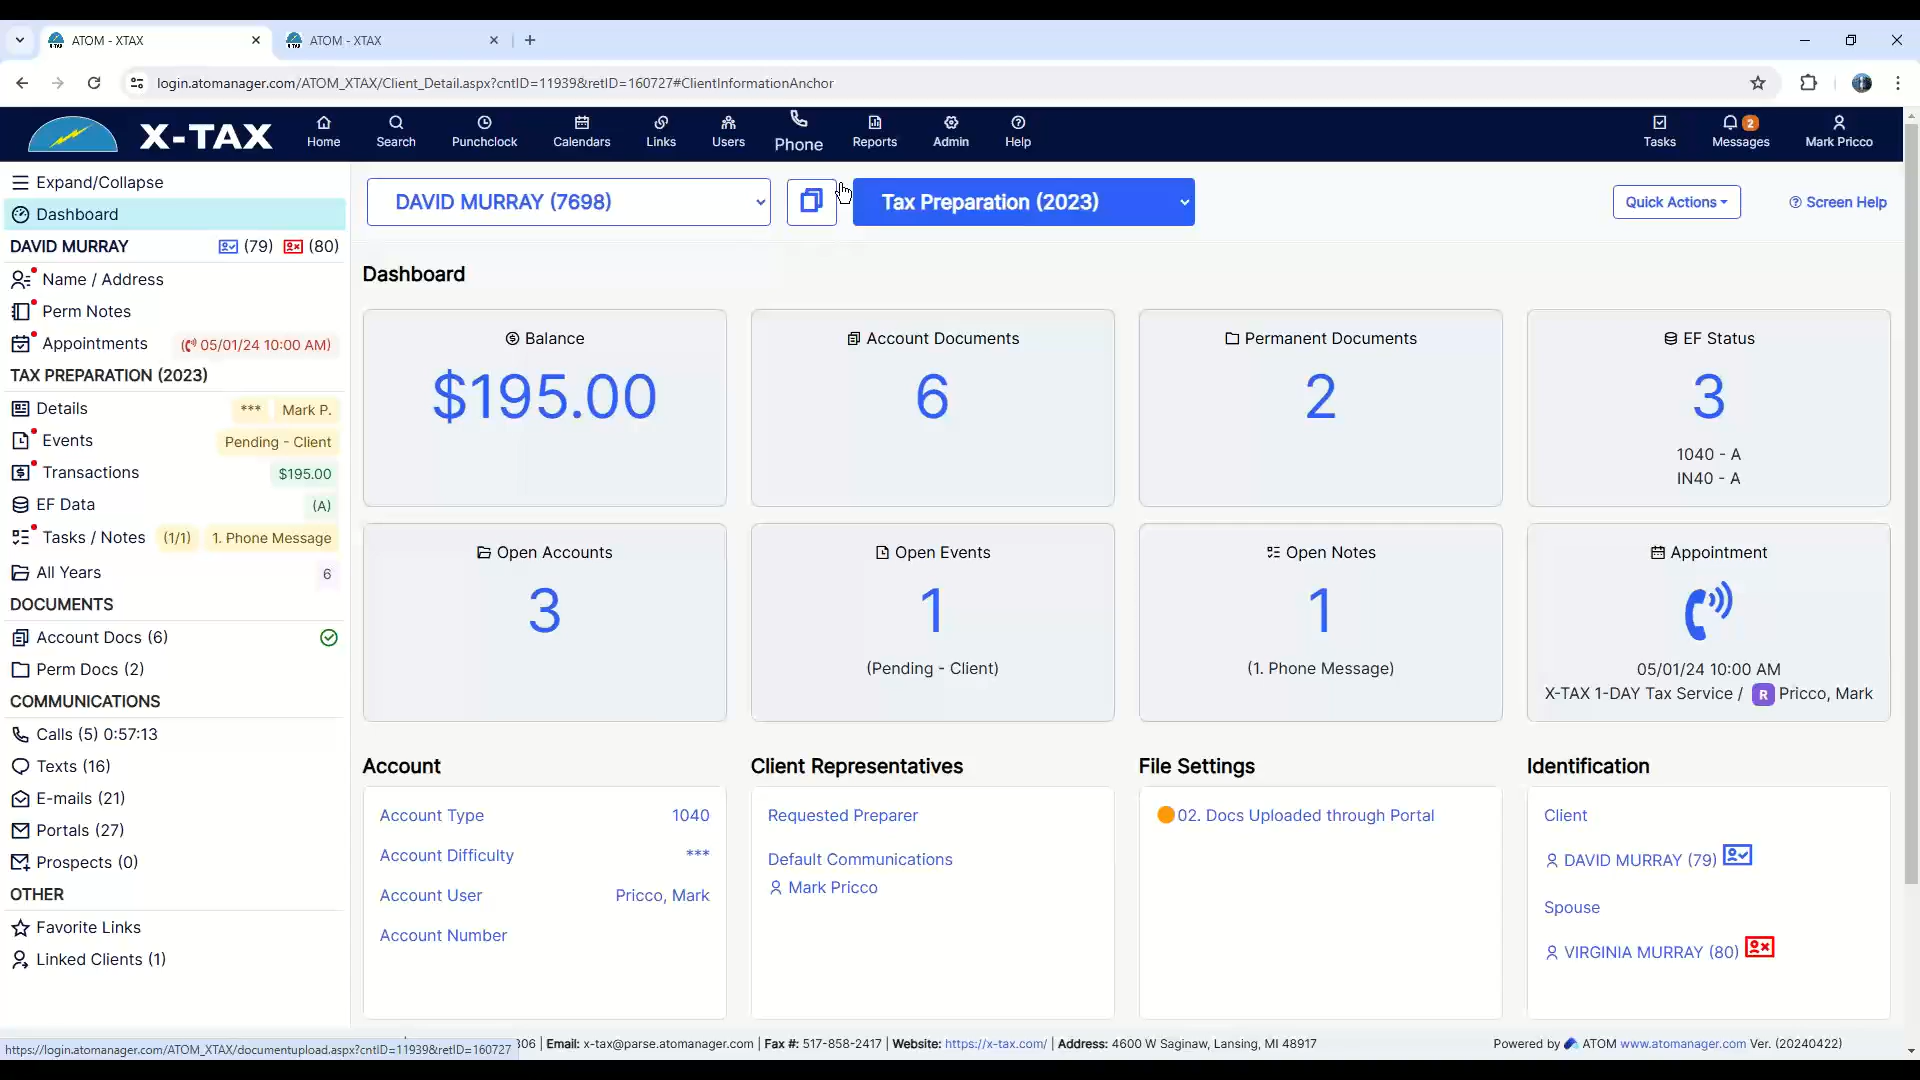 ATOM - XTAX
ATOM - XTAX
login.atomanager.com/ATOM_XTAX/Client_Detail.aspx?cntID=11939&retID=160727#ClientInformationAnchor
X-TAX
Home
Search
Punchclock
Calendars
Links
Users
Phone
Reports
Admin
Help
Tasks
2
Messages
Mark Pricco
Expand/Collapse
Dashboard
DAVID MURRAY (79) (80)
Name / Address
Perm Notes
Appointments (05/01/24 10:00 AM)
TAX PREPARATION (2023)
Details *** Mark P.
Events Pending - Client
Transactions $195.00
EF Data (A)
Tasks / Notes (1/1) 1. Phone Message
All Years 6
DOCUMENTS
Account Docs (6)
Perm Docs (2)
COMMUNICATIONS
Calls (5) 0:57:13
Texts (16)
E-mails (21)
Portals (27)
Prospects (0)
OTHER
Favorite Links
Linked Clients (1)
DAVID MURRAY (7698)
Tax Preparation (2023)
Quick Actions
Screen Help
Dashboard
Balance
$195.00
Account Documents
6
Permanent Documents
2
EF Status
3
1040 - A
IN40 - A
Open Accounts
3
Open Events
1
(Pending - Client)
Open Notes
1
(1. Phone Message)
Appointment
05/01/24 10:00 AM
X-TAX 1-DAY Tax Service / R Pricco, Mark
Account
Account Type 1040
Account Difficulty ***
Account User Pricco, Mark
Account Number
Client Representatives
Requested Preparer
Default Communications
Mark Pricco
File Settings
02. Docs Uploaded through Portal
Identification
Client
DAVID MURRAY (79)
Spouse
VIRGINIA MURRAY (80)
https://login.atomanager.com/ATOM_XTAX/documentupload.aspx?cntID=11939&retID=160727
306 | Email: x-tax@parse.atomanager.com | Fax #: 517-858-2417 | Website: https://x-tax.com/ | Address: 4600 W Saginaw, Lansing, MI 48917
Powered by ATOM www.atomanager.com Ver. (20240422)